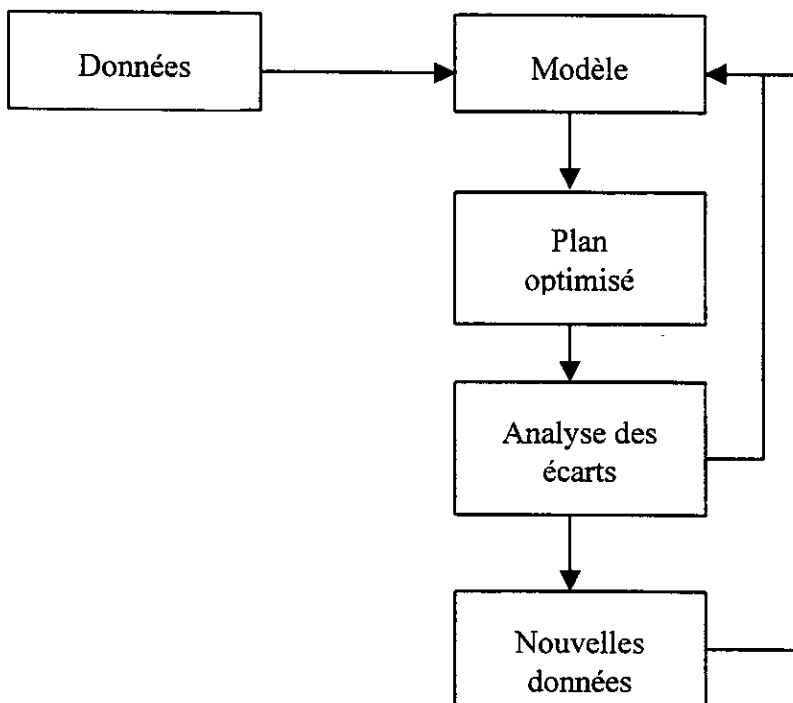 Données
Modèle
Plan
optimisé
Analyse des
écarts
Nouvelles
données